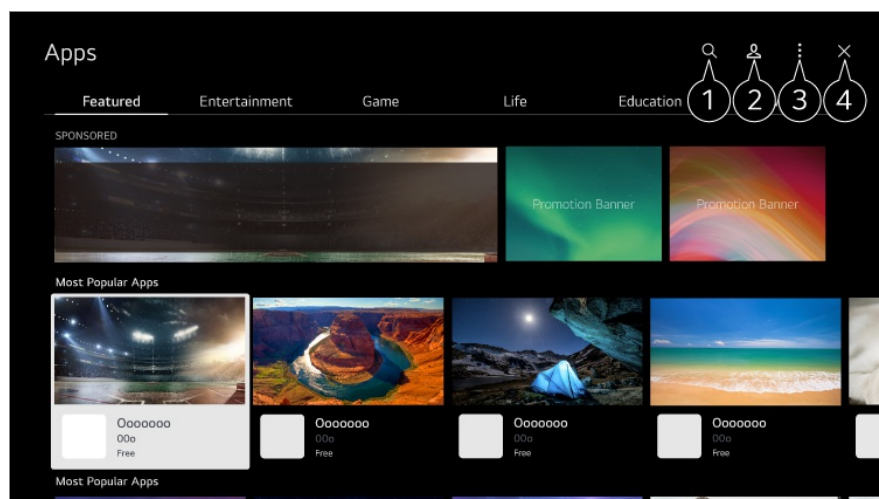 Apps
Featured Entertainment Game Life Education
1 2 3 4
SPONSORED
Promotion Banner Promotion Banner
Most Popular Apps
Ooooooo Ooooooo Ooooooo Ooooooo
00o 00o 00o 00o
Free Free Free Free
Most Popular Apps